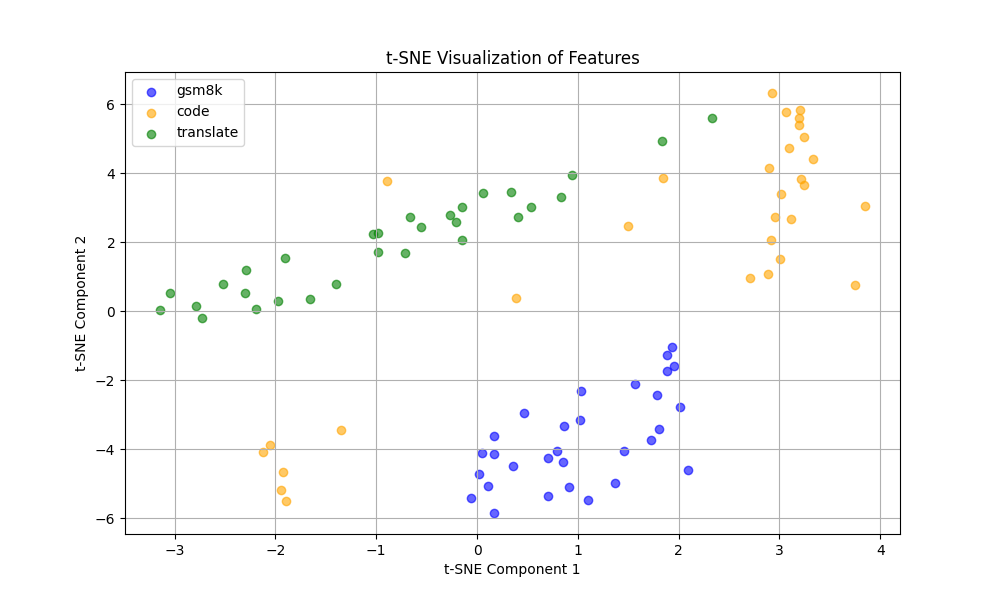 t-SNE Visualization of Features
gsm8k
code
translate
6
4
2
0
−2
−4
−6
t-SNE Component 2
−3
−2
−1
0
1
2
3
4
t-SNE Component 1